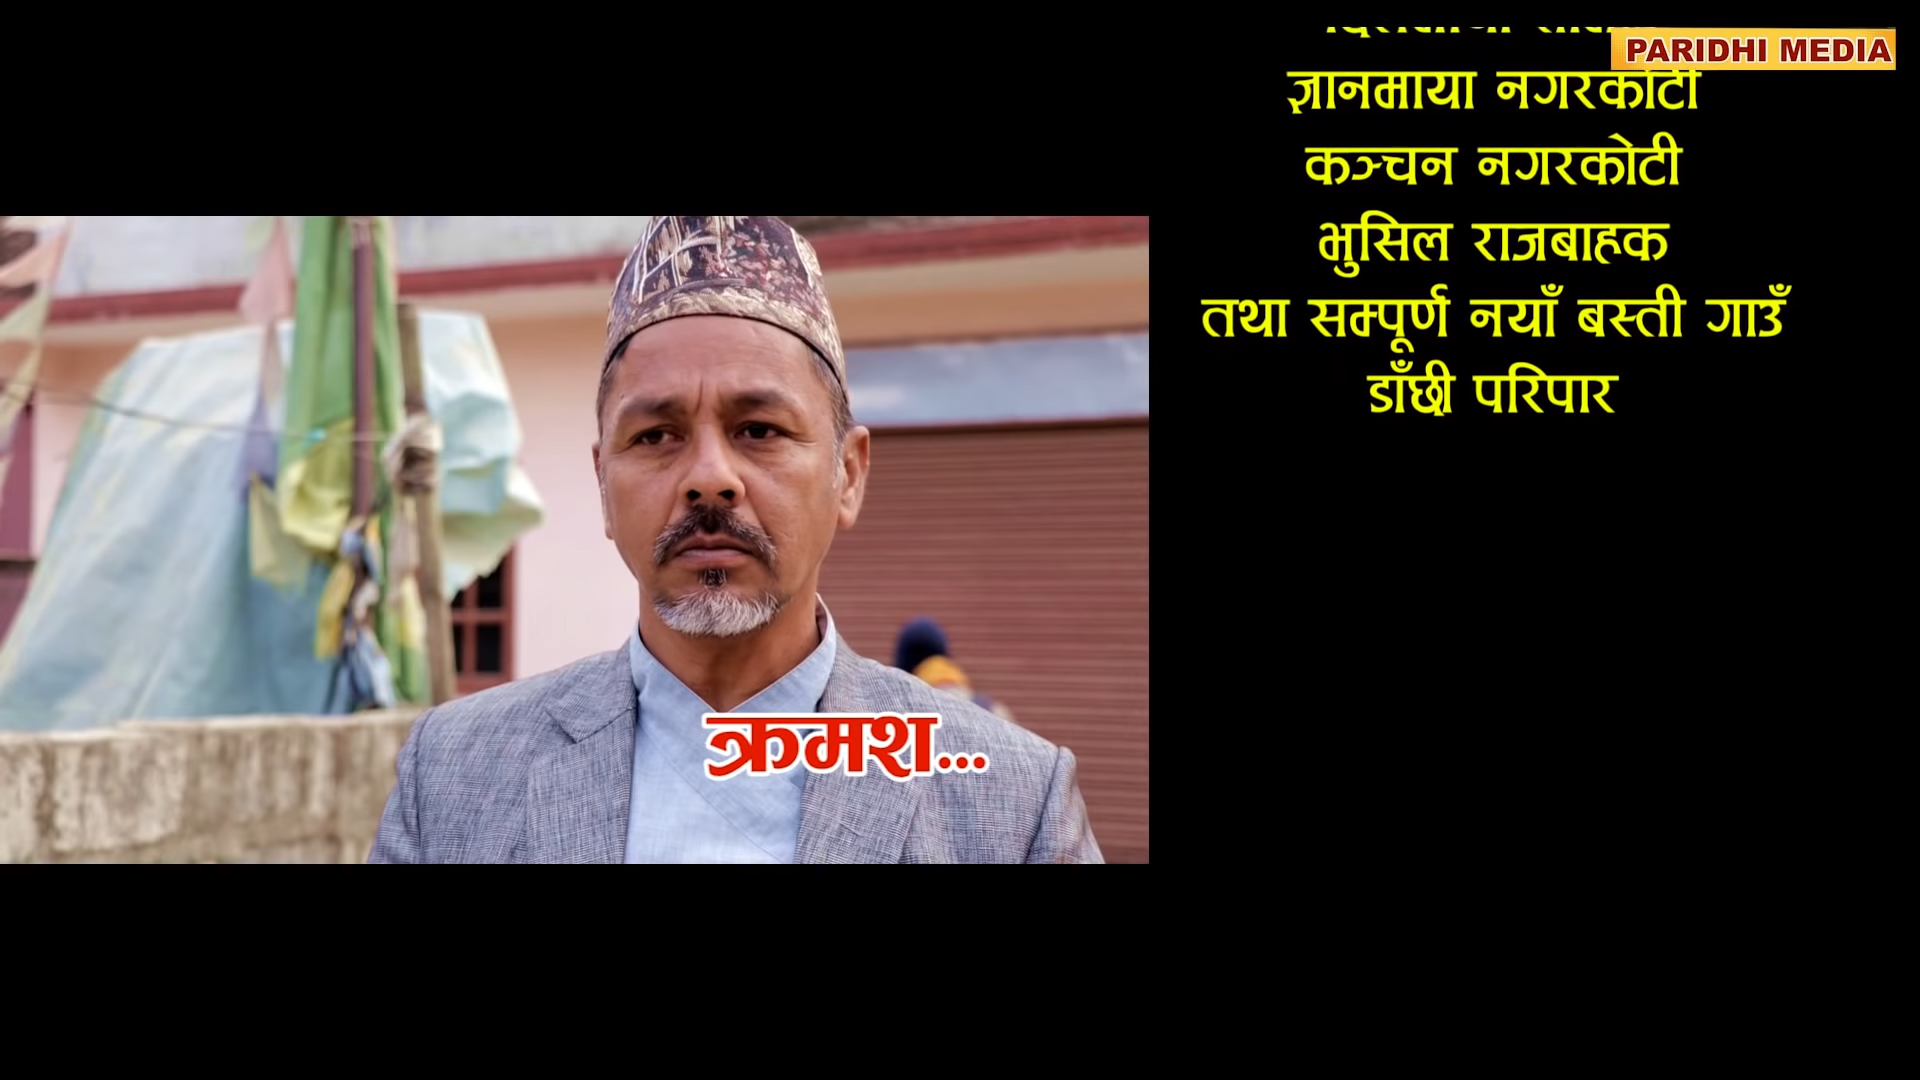 PARIDHI MEDIA
ज्ञानमाया नगरकोटी
कञ्चन नगरकोटी
भुसिल राजबाहक
तथा सम्पूर्ण नयाँ बस्ती गाउँ
डाँछी परिपार
क्रमश...